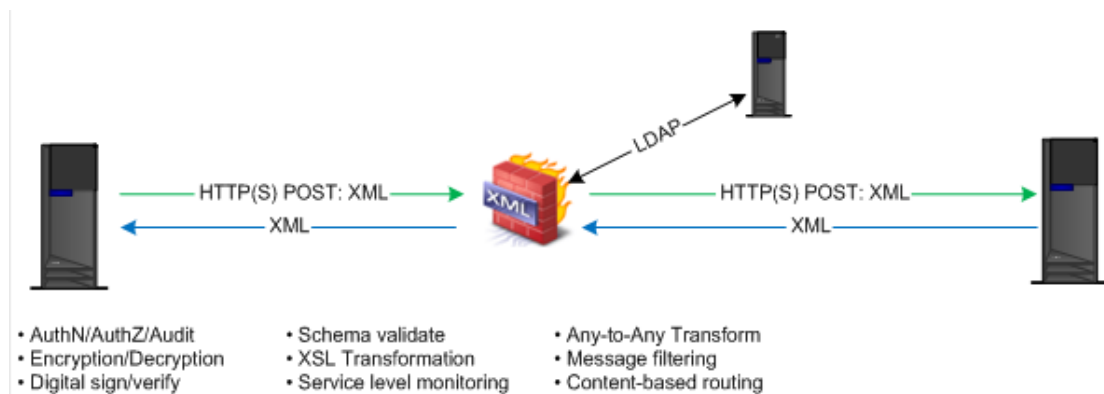 LDAP
HTTP(S) POST: XML
HTTP(S) POST: XML
XML
XML
XML
• AuthN/AuthZ/Audit
• Schema validate
• Any-to-Any Transform
• Encryption/Decryption
• XSL Transformation
• Message filtering
• Digital sign/verify
• Service level monitoring
• Content-based routing